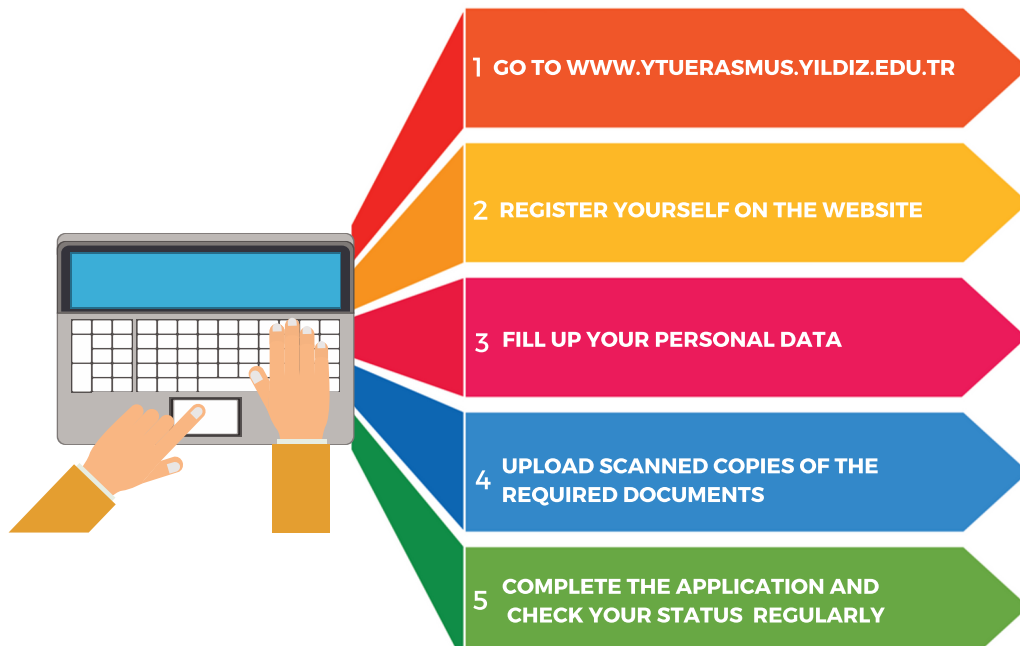 1 GO TO WWW.YTUERASMUS.YILDIZ.EDU.TR
2 REGISTER YOURSELF ON THE WEBSITE
3 FILL UP YOUR PERSONAL DATA
4 UPLOAD SCANNED COPIES OF THE
REQUIRED DOCUMENTS
5 COMPLETE THE APPLICATION AND
CHECK YOUR STATUS REGULARLY